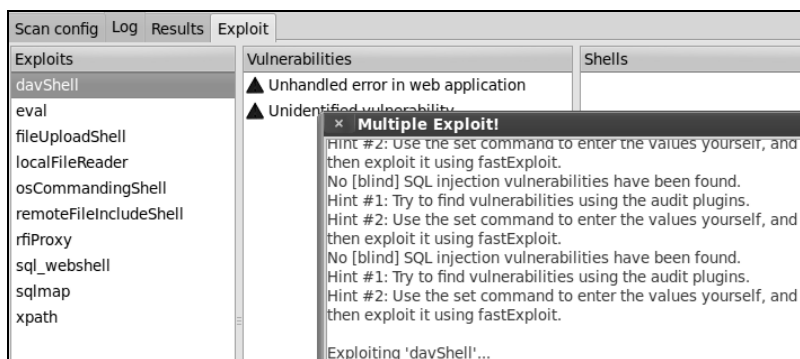 Scan config Log Results Exploit
Exploits
davShell
eval
fileUploadShell
localFileReader
osCommandingShell
remoteFileIncludeShell
rfiProxy
sql_webshell
sqlmap
xpath
Vulnerabilities
Unhandled error in web application
Unidentified vulnerability
Shells
× Multiple Exploit!
Hint #2: Use the set command to enter the values yourself, and
then exploit it using fastExploit.
No [blind] SQL injection vulnerabilities have been found.
Hint #1: Try to find vulnerabilities using the audit plugins.
Hint #2: Use the set command to enter the values yourself, and
then exploit it using fastExploit.
No [blind] SQL injection vulnerabilities have been found.
Hint #1: Try to find vulnerabilities using the audit plugins.
Hint #2: Use the set command to enter the values yourself, and
then exploit it using fastExploit.
Exploiting 'davShell'...